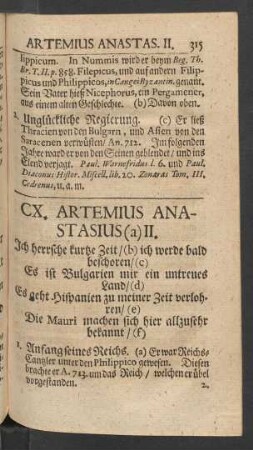 ARTEMIUS ANASTAS. II. 315
lippicum. In Nummis wird er beym Beg. Th.
Br. T. II. p. 858. Filepicus, und auf andern Filip-
picus und Philippicos, in Cangei Byzantin. genant.
Sein Vater hieß Nicephorus, ein Pergamener,
aus einem alten Geschlechte. (b) Davon oben.
2. Unglückliche Regierung. (c) Er ließ
Thracien von den Bulgarn, und Asien von den
Saracenen verwüsten/ An. 712. Im folgenden
Jahre ward er von den Seinen geblendet/ und ins
Elend verjagt. Paul. Warnefridus l. 6. und Paul.
Diaconus Histor. Miscell. lib. 20. Zonaras Tom. III,
Cedrenus, u. a. m.
CX. ARTEMIUS ANA-
STASIUS (a) II.
Ich herrsche kurtze Zeit/ (b) ich werde bald
beschoren/ (c)
Es ist Bulgarien mir ein untreues
Land/ (d)
Es geht Hispanien zu meiner Zeit verloh-
ren/ (e)
Die Mauri machen sich hier allzusehr
bekannt/ (f)
1. Anfang seines Reichs. (a) Er war Reichs-
Cantzler unter den Philippico gewesen. Diesen
brachte er A. 713. um das Reich/ welchem er übel
vorgestanden.
2.